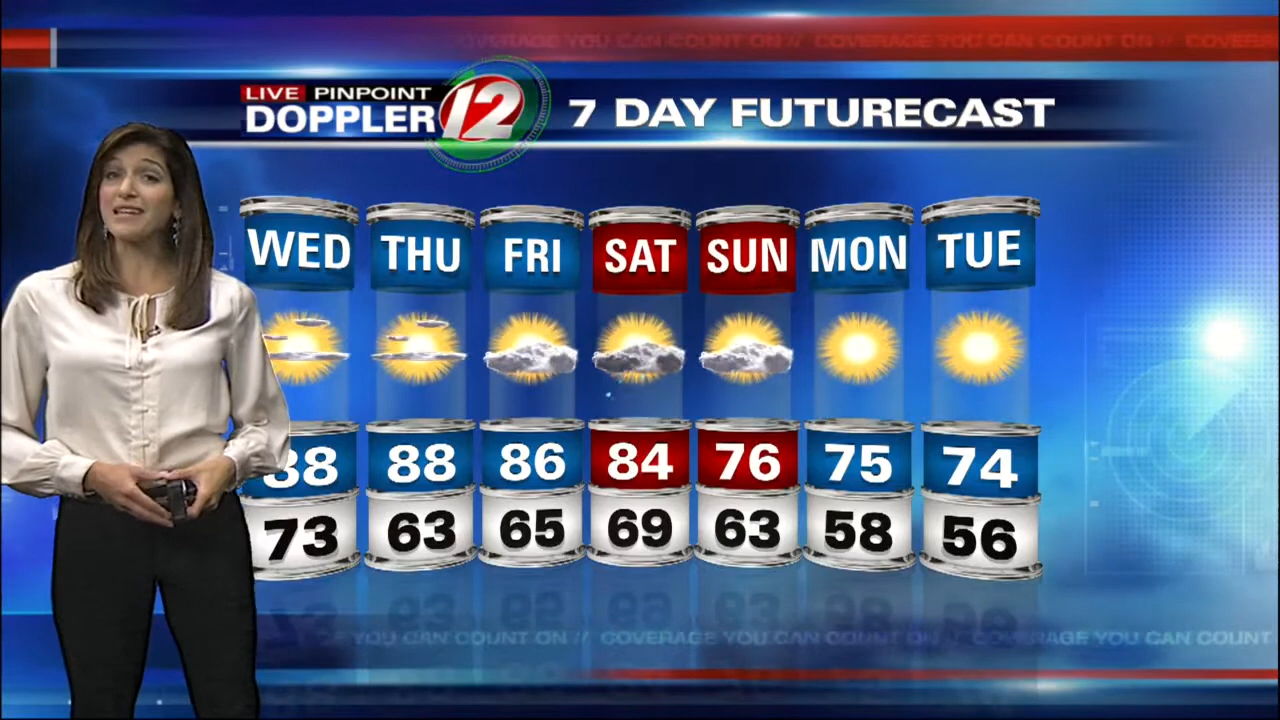 COVERAGE YOU CAN COUNT ON // COVERAGE YOU CAN COUNT ON //
LIVE PINPOINT
DOPPLER 12
7 DAY FUTURECAST
WED THU FRI SAT SUN MON TUE
88 88 86 84 76 75 74
73 63 65 69 63 58 56
YOU CAN COUNT ON // COVERAGE YOU CAN COUNT ON // COVERAGE YOU CAN COUNT